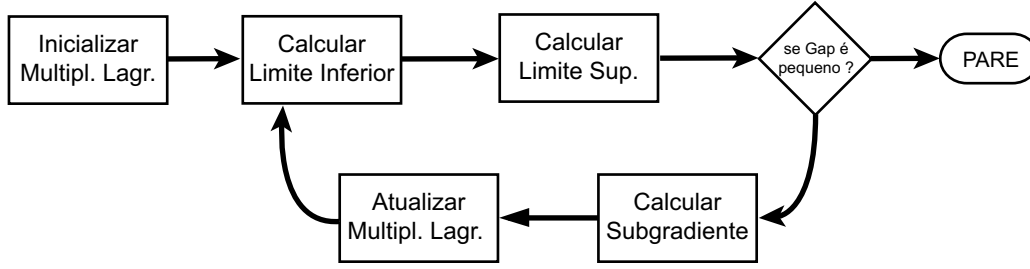 Inicializar
Multipl. Lagr.
Calcular
Limite Inferior
Calcular
Limite Sup.
se Gap é
pequeno ?
PARE
Atualizar
Multipl. Lagr.
Calcular
Subgradiente